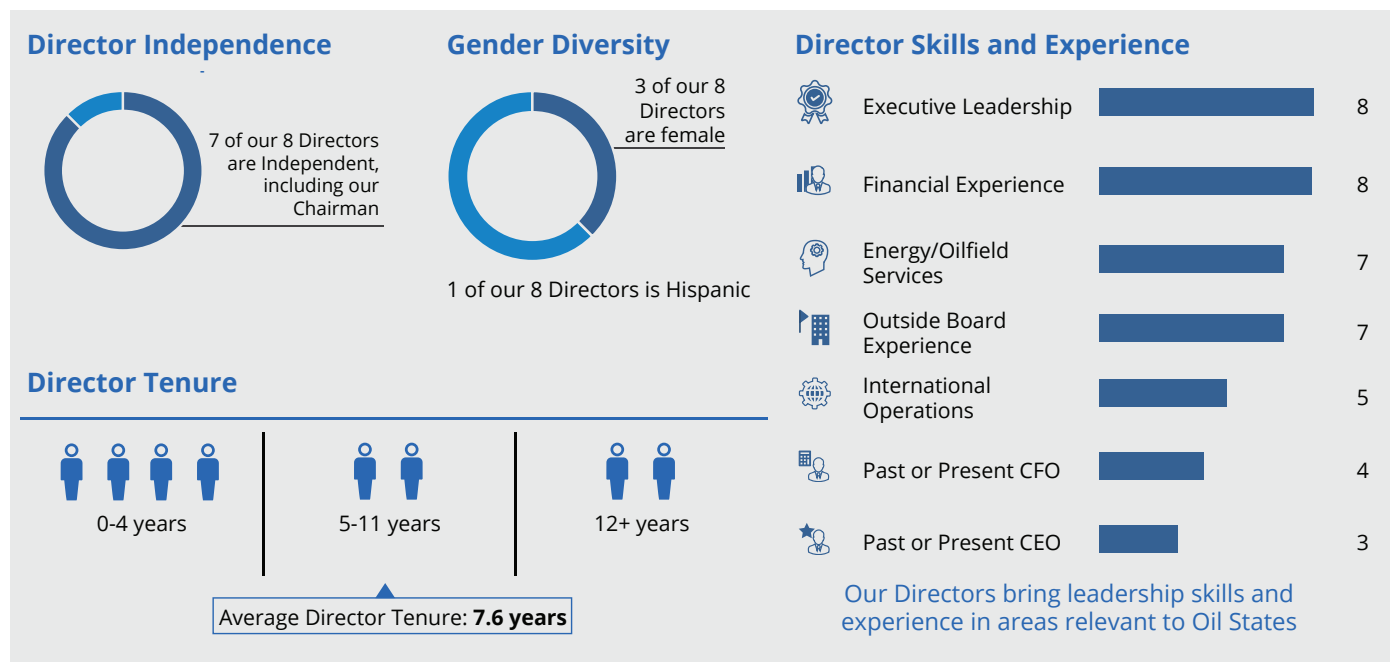 Director Independence
7 of our 8 Directors
are Independent,
including our
Chairman
Gender Diversity
3 of our 8
Directors
are female
1 of our 8 Directors is Hispanic
Director Tenure
0-4 years
5-11 years
12+ years
Average Director Tenure: 7.6 years
Director Skills and Experience
Executive Leadership 8
Financial Experience 8
Energy/Oilfield
Services 7
Outside Board
Experience 7
International
Operations 5
Past or Present CFO 4
Past or Present CEO 3
Our Directors bring leadership skills and
experience in areas relevant to Oil States